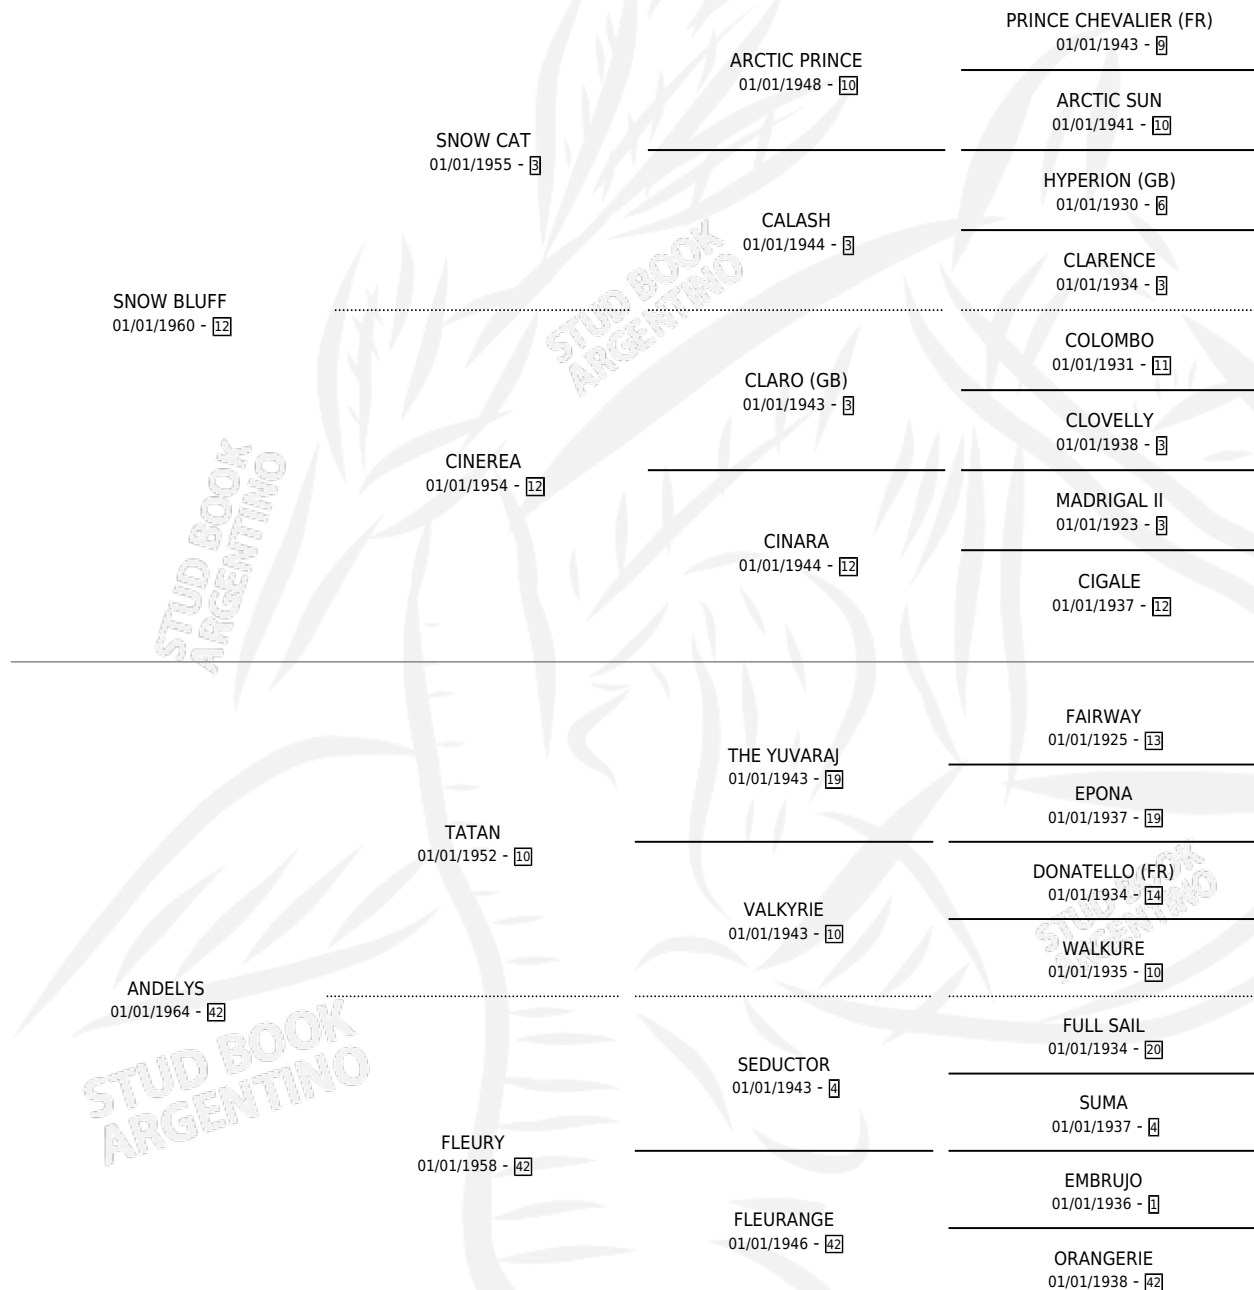 PRINCE CHEVALIER (FR)
01/01/1943 - 9
ARCTIC PRINCE
01/01/1948 - 10
ARCTIC SUN
01/01/1941 - 10
SNOW CAT
01/01/1955 - 3
HYPERION (GB)
01/01/1930 - 6
CALASH
01/01/1944 - 3
CLARENCE
01/01/1934 - 3
SNOW BLUFF
01/01/1960 - 12
STUD BOOK
ARGENTINO
COLOMBO
01/01/1931 - 11
CLARO (GB)
01/01/1943 - 3
CLOVELLY
01/01/1938 - 3
CINEREA
01/01/1954 - 12
MADRIGAL II
01/01/1923 - 3
CINARA
01/01/1944 - 12
CIGALE
01/01/1937 - 12
STUD BOOK
ARGENTINO
FAIRWAY
01/01/1925 - 13
THE YUVARAJ
01/01/1943 - 19
EPONA
01/01/1937 - 19
TATAN
01/01/1952 - 10
DONATELLO (FR)
01/01/1934 - 14
VALKYRIE
01/01/1943 - 10
WALKURE
01/01/1935 - 10
STUD BOOK
ARGENTINO
ANDELYS
01/01/1964 - 42
FULL SAIL
01/01/1934 - 20
SEDUCTOR
01/01/1943 - 4
SUMA
01/01/1937 - 4
STUD BOOK
ARGENTINO
FLEURY
01/01/1958 - 42
EMBRUJO
01/01/1936 - 1
FLEURANGE
01/01/1946 - 42
ORANGERIE
01/01/1938 - 42